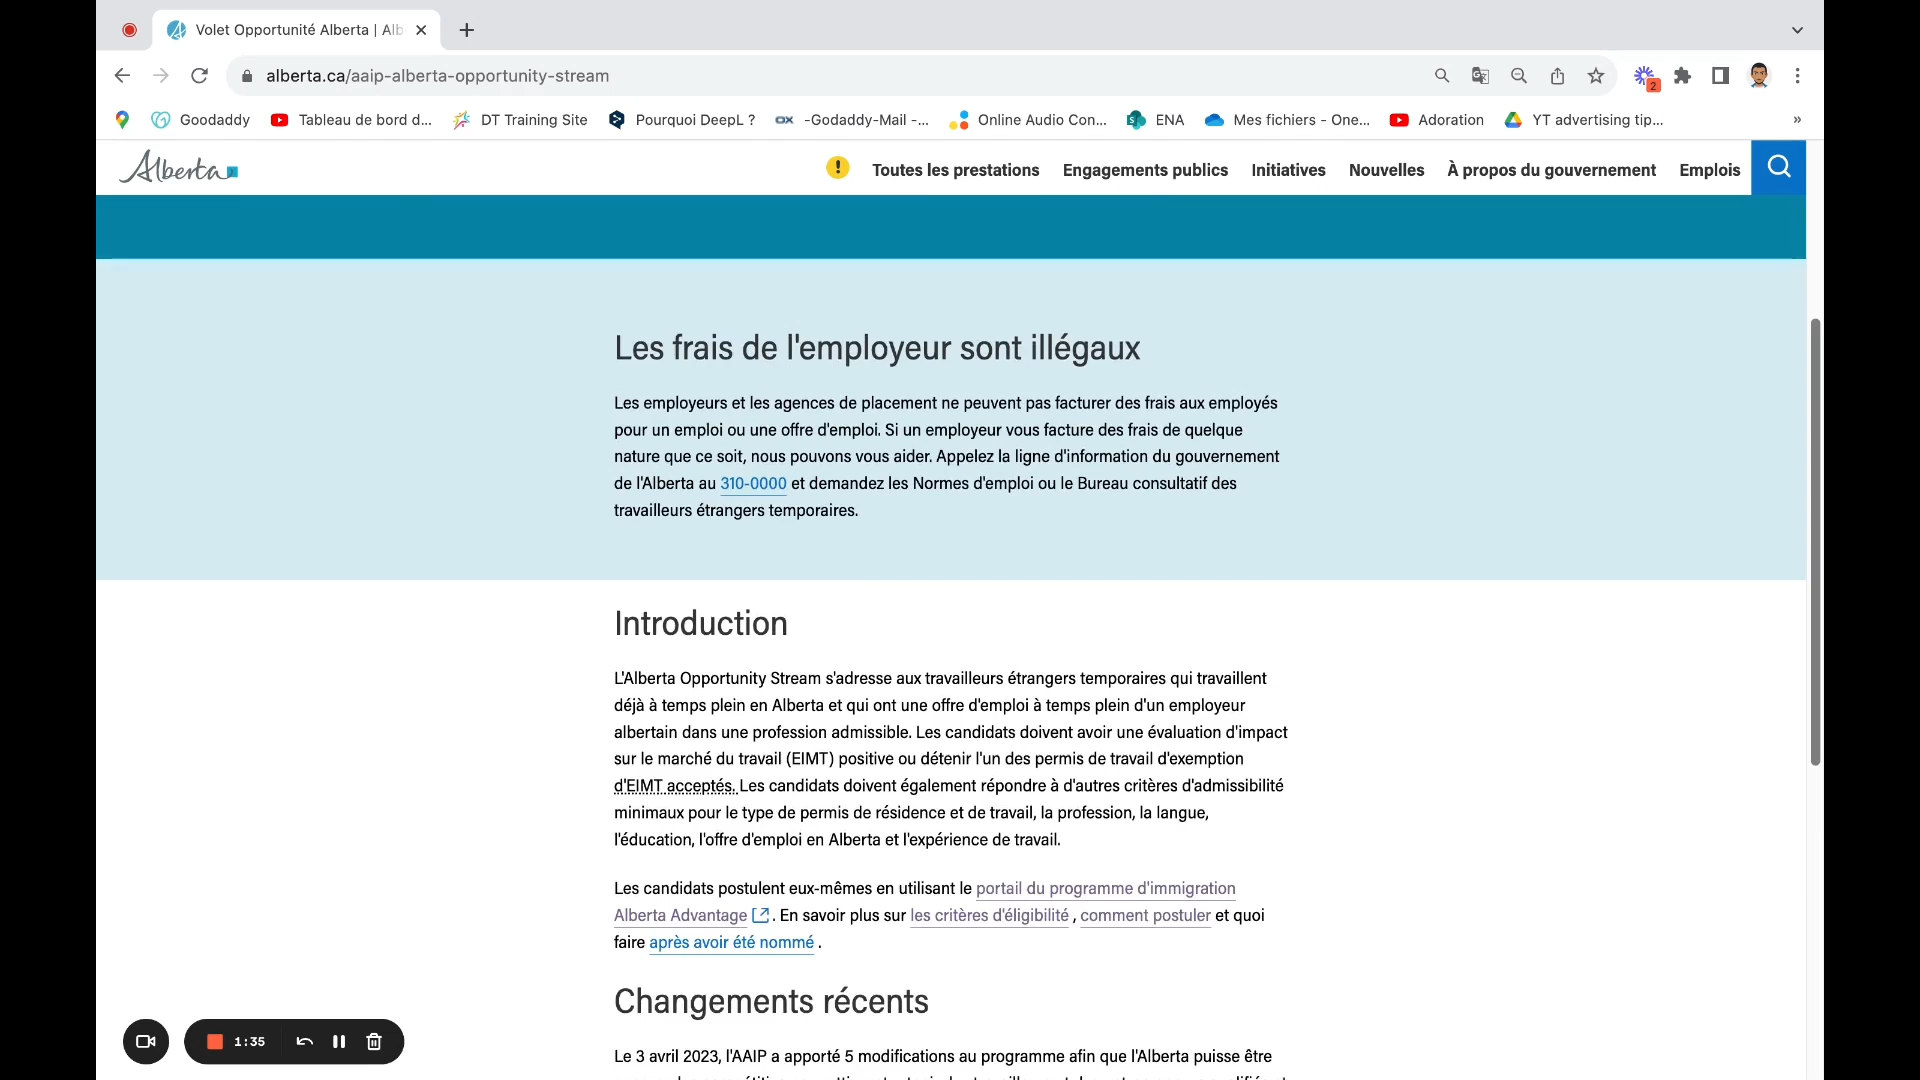 Volet Opportunité Alberta | Alb
alberta.ca/aaip-alberta-opportunity-stream
2
Goodaddy
Tableau de bord d...
DT Training Site
Pourquoi DeepL ?
-Godaddy-Mail -...
Online Audio Con...
ENA
Mes fichiers - One...
Adoration
YT advertising tip...
»
Alberta
Toutes les prestations
Engagements publics
Initiatives
Nouvelles
À propos du gouvernement
Emplois
Les frais de l'employeur sont illégaux
Les employeurs et les agences de placement ne peuvent pas facturer des frais aux employés
pour un emploi ou une offre d'emploi. Si un employeur vous facture des frais de quelque
nature que ce soit, nous pouvons vous aider. Appelez la ligne d'information du gouvernement
de l'Alberta au 310-0000 et demandez les Normes d'emploi ou le Bureau consultatif des
travailleurs étrangers temporaires.
Introduction
L'Alberta Opportunity Stream s'adresse aux travailleurs étrangers temporaires qui travaillent
déjà à temps plein en Alberta et qui ont une offre d'emploi à temps plein d'un employeur
albertain dans une profession admissible. Les candidats doivent avoir une évaluation d'impact
sur le marché du travail (EIMT) positive ou détenir l'un des permis de travail d'exemption
d'EIMT acceptés. Les candidats doivent également répondre à d'autres critères d'admissibilité
minimaux pour le type de permis de résidence et de travail, la profession, la langue,
l'éducation, l'offre d'emploi en Alberta et l'expérience de travail.
Les candidats postulent eux-mêmes en utilisant le portail du programme d'immigration
Alberta Advantage . En savoir plus sur les critères d'éligibilité , comment postuler et quoi
faire après avoir été nommé .
Changements récents
Le 3 avril 2023, l'AAIP a apporté 5 modifications au programme afin que l'Alberta puisse être
1:35